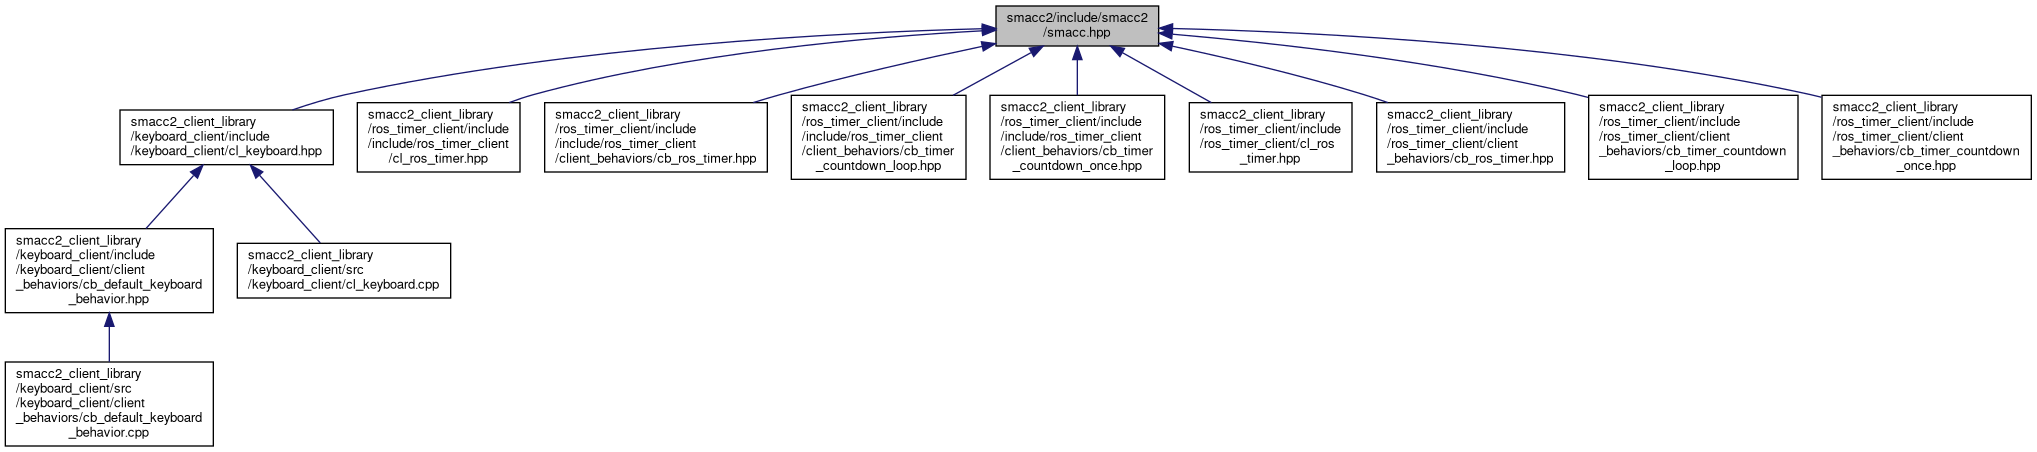 smacc2/include/smacc2
/smacc.hpp
smacc2_client_library
/keyboard_client/include
/keyboard_client/cl_keyboard.hpp
smacc2_client_library
/ros_timer_client/include
/include/ros_timer_client
/cl_ros_timer.hpp
smacc2_client_library
/ros_timer_client/include
/include/ros_timer_client
/client_behaviors/cb_ros_timer.hpp
smacc2_client_library
/ros_timer_client/include
/include/ros_timer_client
/client_behaviors/cb_timer
_countdown_loop.hpp
smacc2_client_library
/ros_timer_client/include
/include/ros_timer_client
/client_behaviors/cb_timer
_countdown_once.hpp
smacc2_client_library
/ros_timer_client/include
/ros_timer_client/cl_ros
_timer.hpp
smacc2_client_library
/ros_timer_client/include
/ros_timer_client/client
_behaviors/cb_ros_timer.hpp
smacc2_client_library
/ros_timer_client/include
/ros_timer_client/client
_behaviors/cb_timer_countdown
_loop.hpp
smacc2_client_library
/ros_timer_client/include
/ros_timer_client/client
_behaviors/cb_timer_countdown
_once.hpp
smacc2_client_library
/keyboard_client/include
/keyboard_client/client
_behaviors/cb_default_keyboard
_behavior.hpp
smacc2_client_library
/keyboard_client/src
/keyboard_client/cl_keyboard.cpp
smacc2_client_library
/keyboard_client/src
/keyboard_client/client
_behaviors/cb_default_keyboard
_behavior.cpp